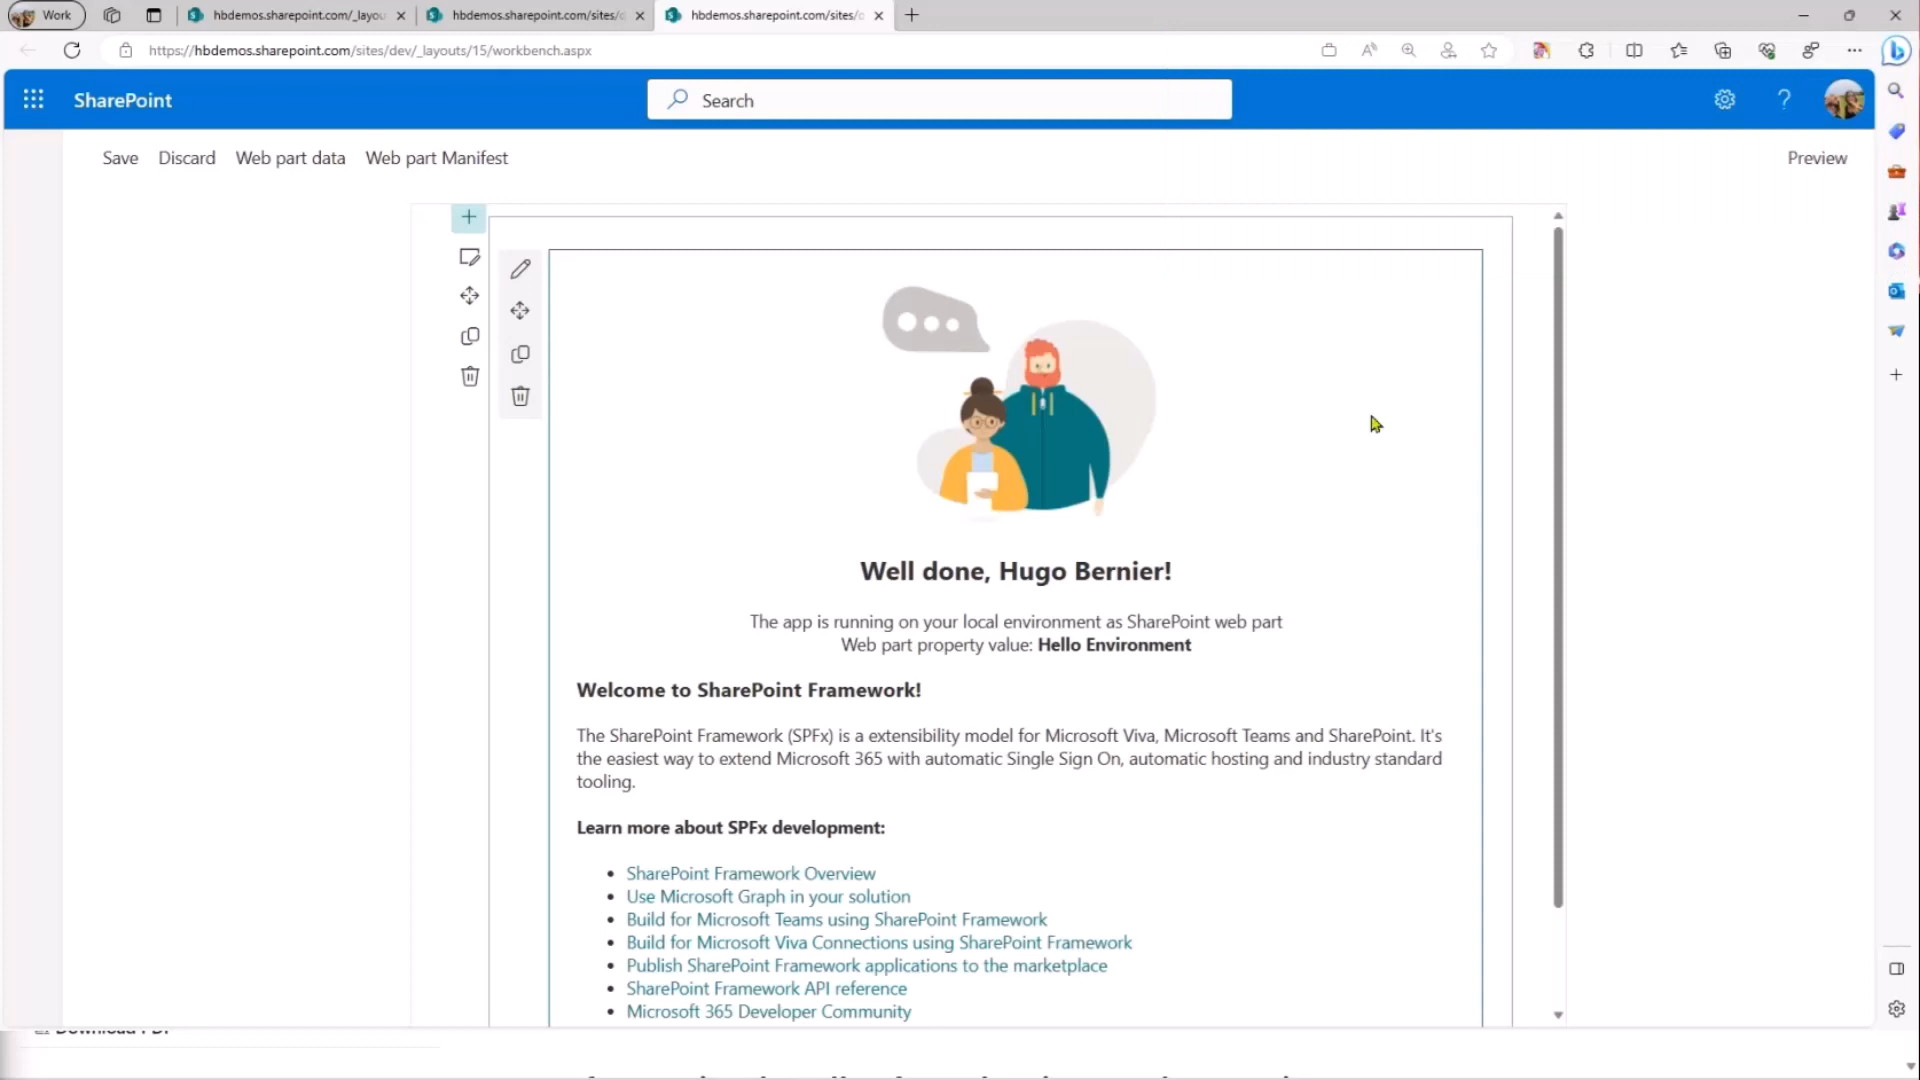 Work
hbdemos.sharepoint.com/_layou
hbdemos.sharepoint.com/sites/d
hbdemos.sharepoint.com/sites/d
https://hbdemos.sharepoint.com/sites/dev/_layouts/15/workbench.aspx
SharePoint
Search
Save
Discard
Web part data
Web part Manifest
Preview
Well done, Hugo Bernier!
The app is running on your local environment as SharePoint web part
Web part property value: Hello Environment
Welcome to SharePoint Framework!
The SharePoint Framework (SPFx) is a extensibility model for Microsoft Viva, Microsoft Teams and SharePoint. It's
the easiest way to extend Microsoft 365 with automatic Single Sign On, automatic hosting and industry standard
tooling.
Learn more about SPFx development:
• SharePoint Framework Overview
• Use Microsoft Graph in your solution
• Build for Microsoft Teams using SharePoint Framework
• Build for Microsoft Viva Connections using SharePoint Framework
• Publish SharePoint Framework applications to the marketplace
• SharePoint Framework API reference
• Microsoft 365 Developer Community
Download PDF